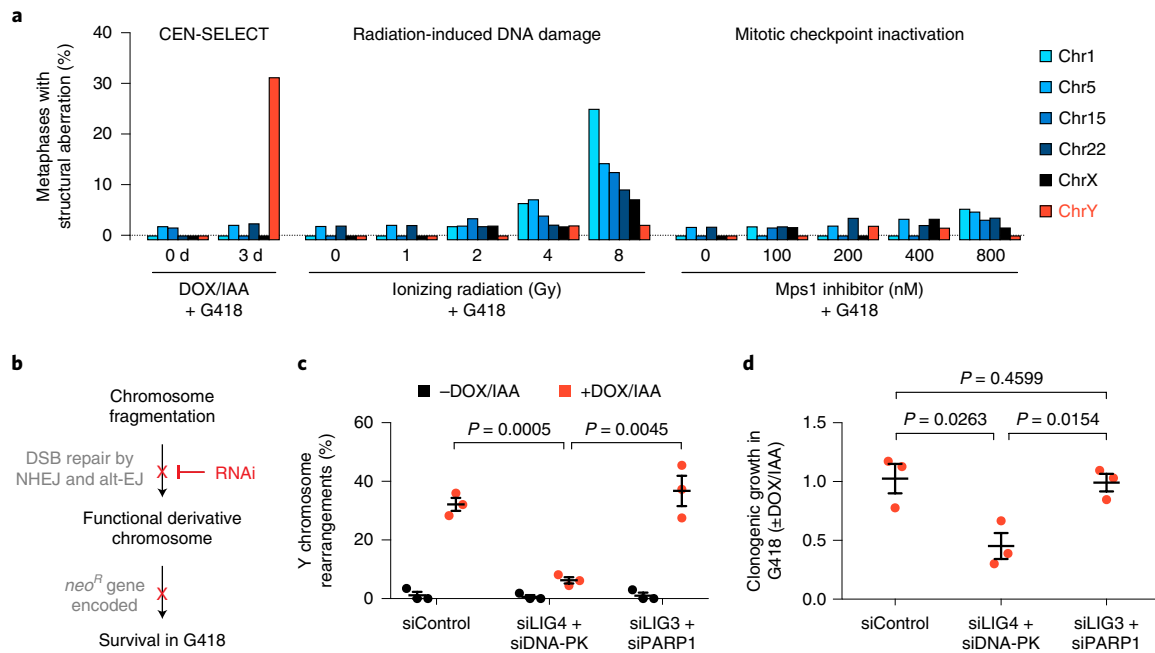 a
CEN-SELECT
Radiation-induced DNA damage
Mitotic checkpoint inactivation
Metaphases with
structural aberration (%)
40
30
20
10
0
Chr1
Chr5
Chr15
Chr22
ChrX
ChrY
0 d
3 d
0
1
2
4
8
0
100
200
400
800
DOX/IAA
+ G418
Ionizing radiation (Gy)
+ G418
Mps1 inhibitor (nM)
+ G418
b
Chromosome
fragmentation
DSB repair by
NHEJ and alt-EJ
X
RNAi
Functional derivative
chromosome
neoR gene
encoded
X
Survival in G418
c
–DOX/IAA
+DOX/IAA
Y chromosome
rearrangements (%)
60
40
20
0
P = 0.0005
P = 0.0045
siControl
siLIG4 +
siDNA-PK
siLIG3 +
siPARP1
d
Clonogenic growth in
G418 (±DOX/IAA)
1.5
1.0
0.5
0
P = 0.4599
P = 0.0263
P = 0.0154
siControl
siLIG4 +
siDNA-PK
siLIG3 +
siPARP1